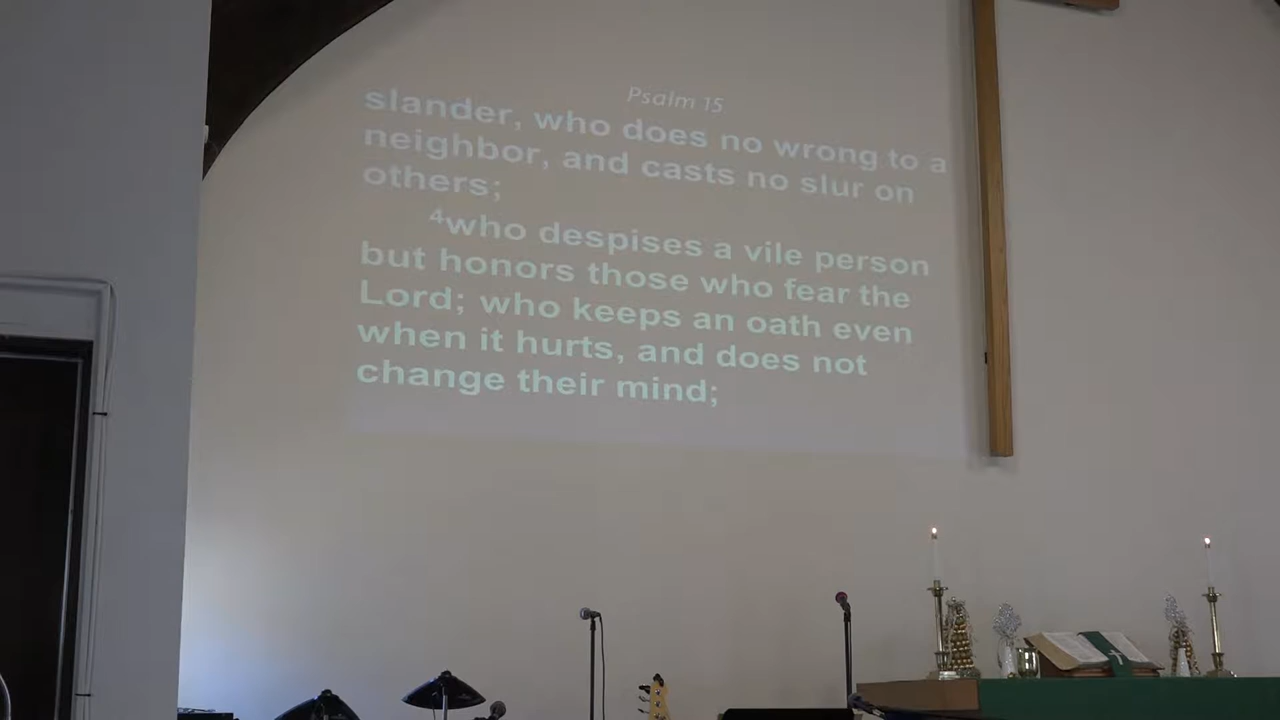 Psalm 15
slander, who does no wrong to a
neighbor, and casts no slur on
others;
⁴who despises a vile person
but honors those who fear the
Lord; who keeps an oath even
when it hurts, and does not
change their mind;